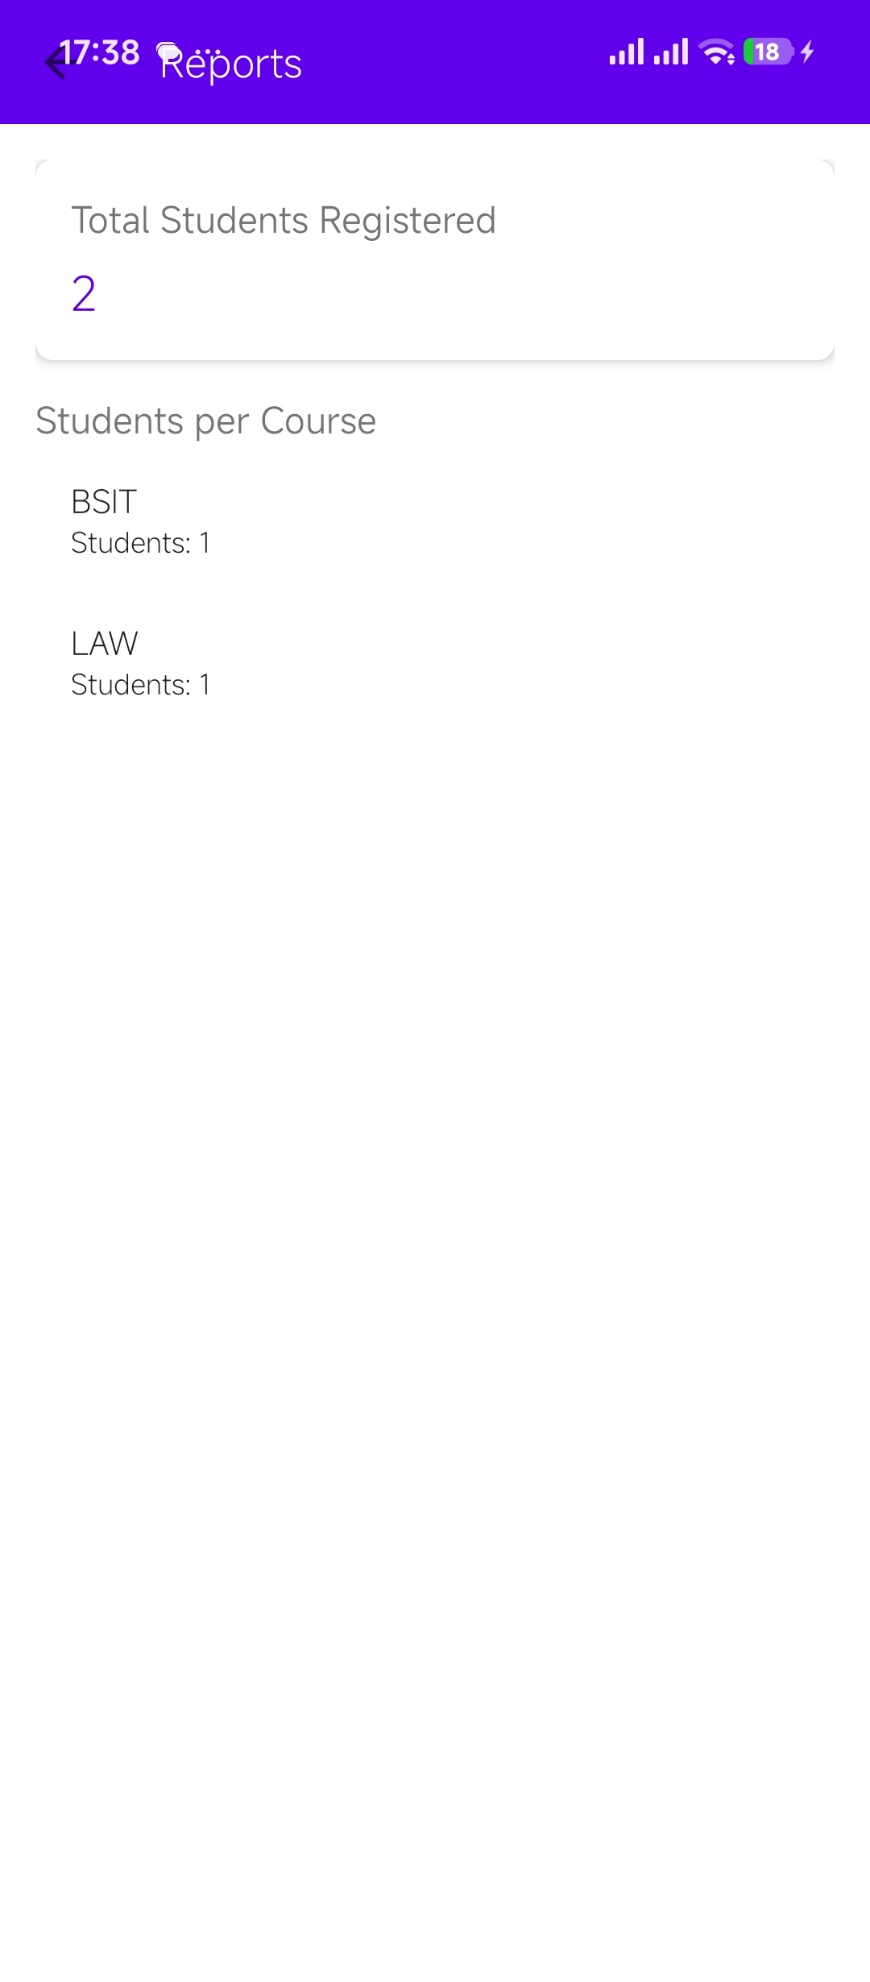 17:38
18
Reports
Total Students Registered
2
Students per Course
BSIT
Students: 1
LAW
Students: 1